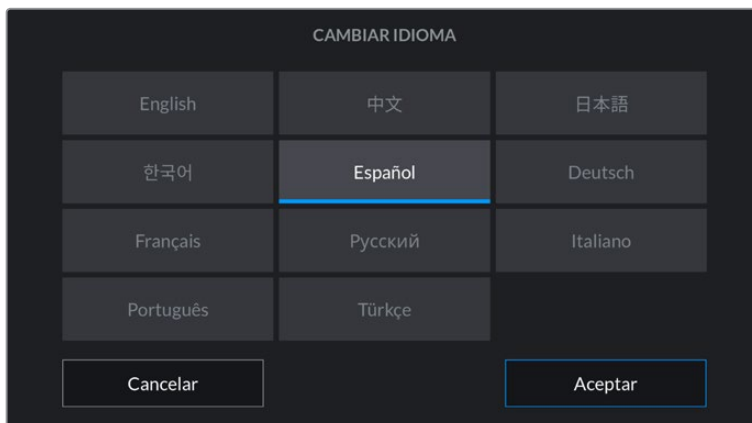 CAMBIAR IDIOMA
English 中文 日本語
한국어 Español Deutsch
Français Русский Italiano
Português Türkçe
Cancelar Aceptar